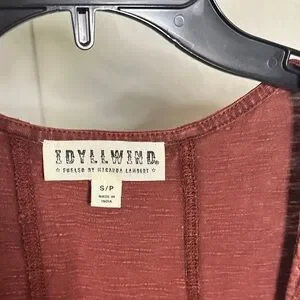 IDYLLWIND
★ FUELED BY MIRANDA LAMBERT ★
S/P
MADE IN
INDIA